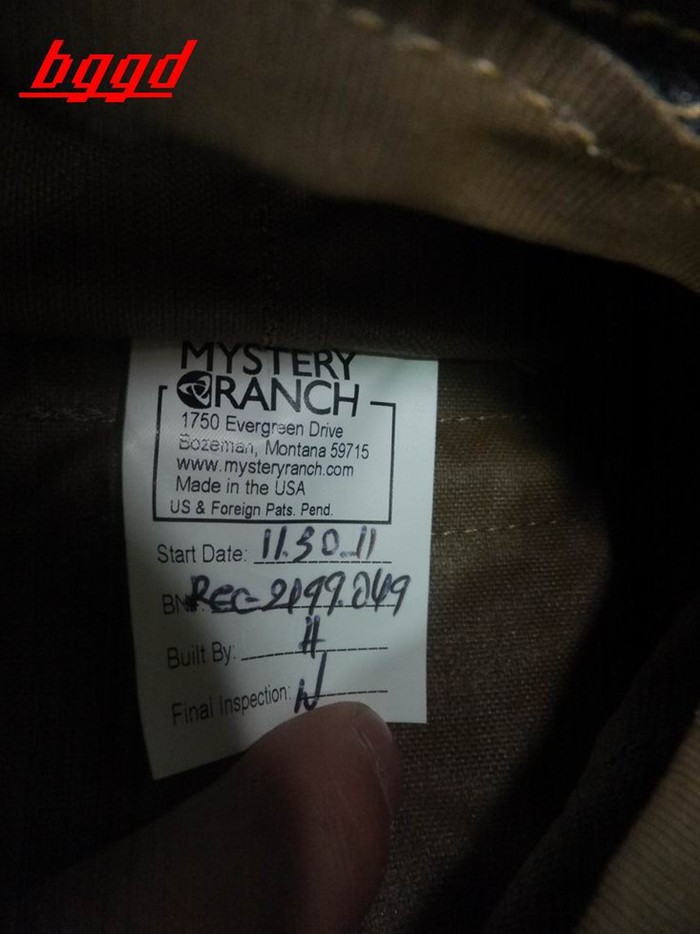 bggd
MYSTERY
RANCH
1750 Evergreen Drive
Bozeman, Montana 59715
www.mysteryranch.com
Made in the USA
US & Foreign Pats. Pend.
Start Date: 11.30.11
BN#: REC-2199.049
Built By: H
Final Inspection: N